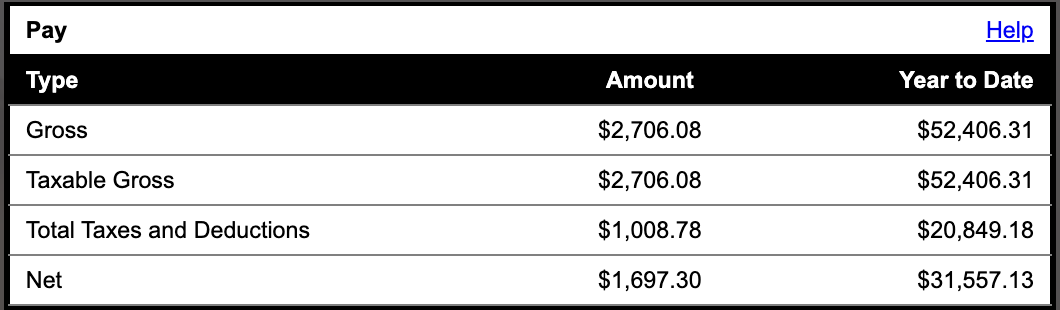 Pay Help
Type Amount Year to Date
Gross $2,706.08 $52,406.31
Taxable Gross $2,706.08 $52,406.31
Total Taxes and Deductions $1,008.78 $20,849.18
Net $1,697.30 $31,557.13